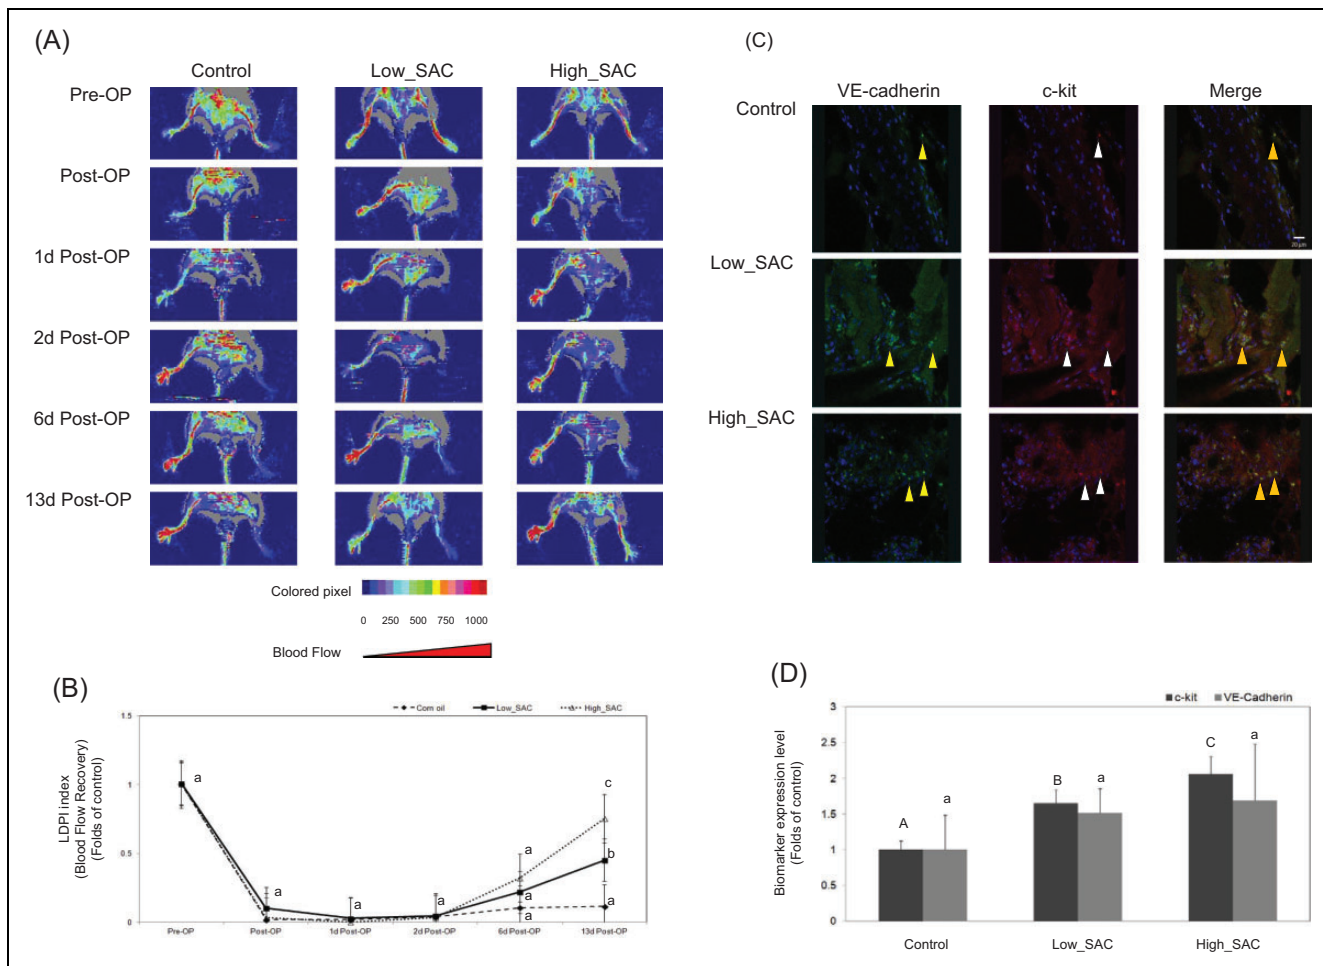 (A)
Control Low_SAC High_SAC
Pre-OP
Post-OP
1d Post-OP
2d Post-OP
6d Post-OP
13d Post-OP
Colored pixel
0 250 500 750 1000
Blood Flow
(B)
Corn oil Low_SAC High_SAC
LDPI index
(Blood Flow Recovery)
(Folds of control)
1.5
1
0.5
0
a
a
a
a
a
a
a
c
b
a
Pre-OP Post-OP 1d Post-OP 2d Post-OP 6d Post-OP 13d Post-OP
(C)
VE-cadherin c-kit Merge
Control
20 μm
Low_SAC
High_SAC
(D)
c-kit VE-Cadherin
Biomarker expression level
(Folds of control)
3
2.5
2
1.5
1
0.5
0
A a B a C a
Control Low_SAC High_SAC